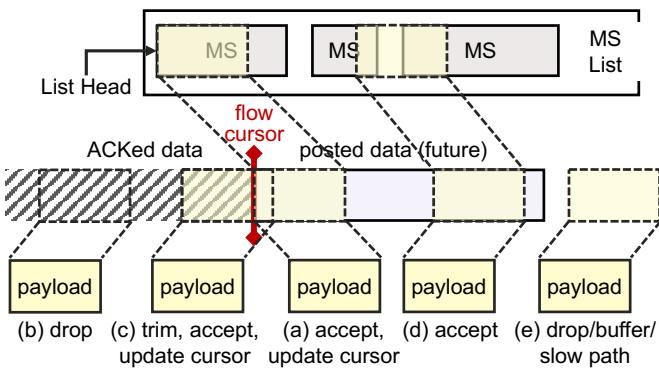 MS
MS
MS
MS
List
List Head
flow
cursor
ACKed data
posted data (future)
payload
payload
payload
payload
payload
(b) drop
(c) trim, accept,
update cursor
(a) accept,
update cursor
(d) accept
(e) drop/buffer/
slow path